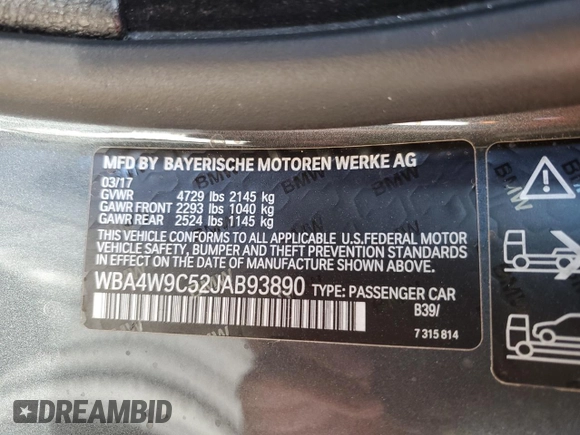 MFD BY BAYERISCHE MOTOREN WERKE AG
03/17
GVWR 4729 lbs 2145 kg
GAWR FRONT 2293 lbs 1040 kg
GAWR REAR 2524 lbs 1145 kg
THIS VEHICLE CONFORMS TO ALL APPLICABLE U.S.FEDERAL MOTOR
VEHICLE SAFETY, BUMPER AND THEFT PREVENTION STANDARDS
IN EFFECT ON THE DATE OF MANUFACTURE SHOWN ABOVE.
WBA4W9C52JAB93890 TYPE: PASSENGER CAR
B39/
7 315 814
DREAMBID